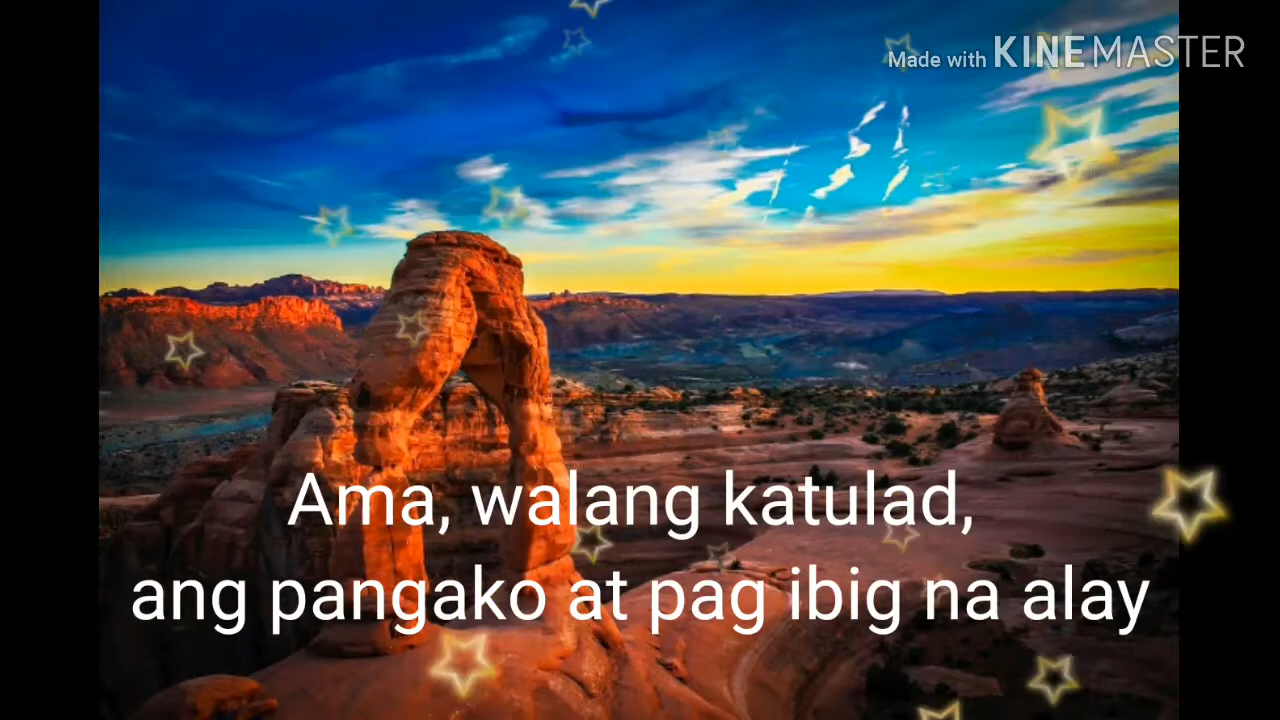 Made with KINEMASTER
Ama, walang katulad,
ang pangako at pag ibig na alay